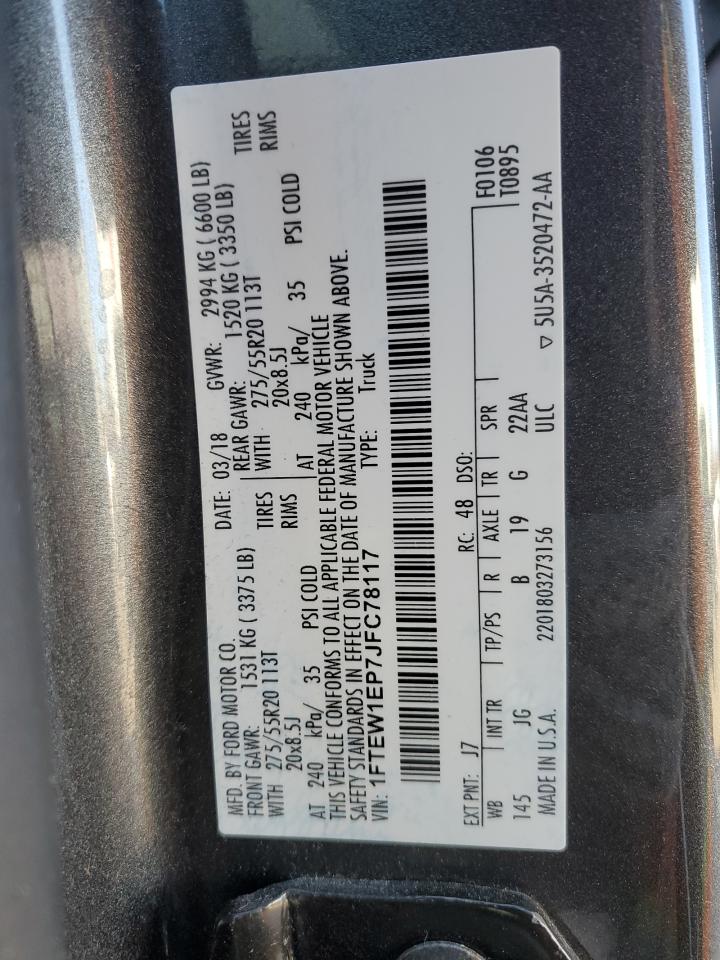 MFD. BY FORD MOTOR CO.
DATE: 03/18 GVWR: 2994 KG ( 6600 LB)
FRONT GAWR: 1531 KG ( 3375 LB) REAR GAWR: 1520 KG ( 3350 LB)
WITH 275/55R20 113T TIRES WITH 275/55R20 113T TIRES
20x8.5J RIMS 20x8.5J RIMS
AT 240 kPa/ 35 PSI COLD AT 240 kPa/ 35 PSI COLD
THIS VEHICLE CONFORMS TO ALL APPLICABLE FEDERAL MOTOR VEHICLE
SAFETY STANDARDS IN EFFECT ON THE DATE OF MANUFACTURE SHOWN ABOVE.
VIN: 1FTEW1EP7JFC78117 TYPE: Truck
F0106
EXT PNT: J7 RC: 48 DSO: T0895
WB INT TR TP/PS R AXLE TR SPR
145 JG B 19 G 22AA
MADE IN U.S.A. 2201803273156 ULC ▽ 5U5A-3520472-AA